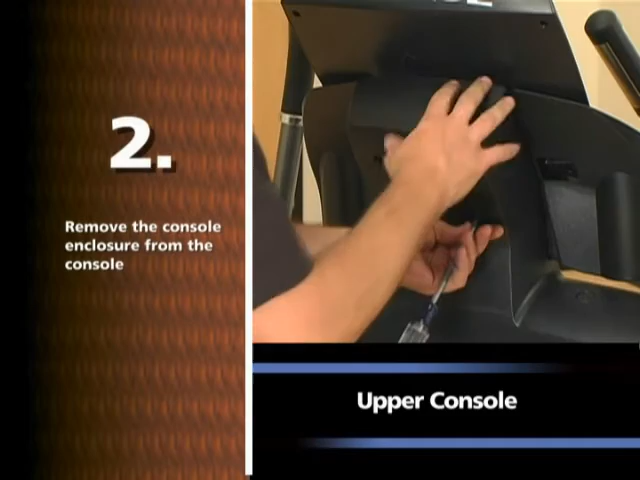 2.
Remove the console
enclosure from the
console
Upper Console